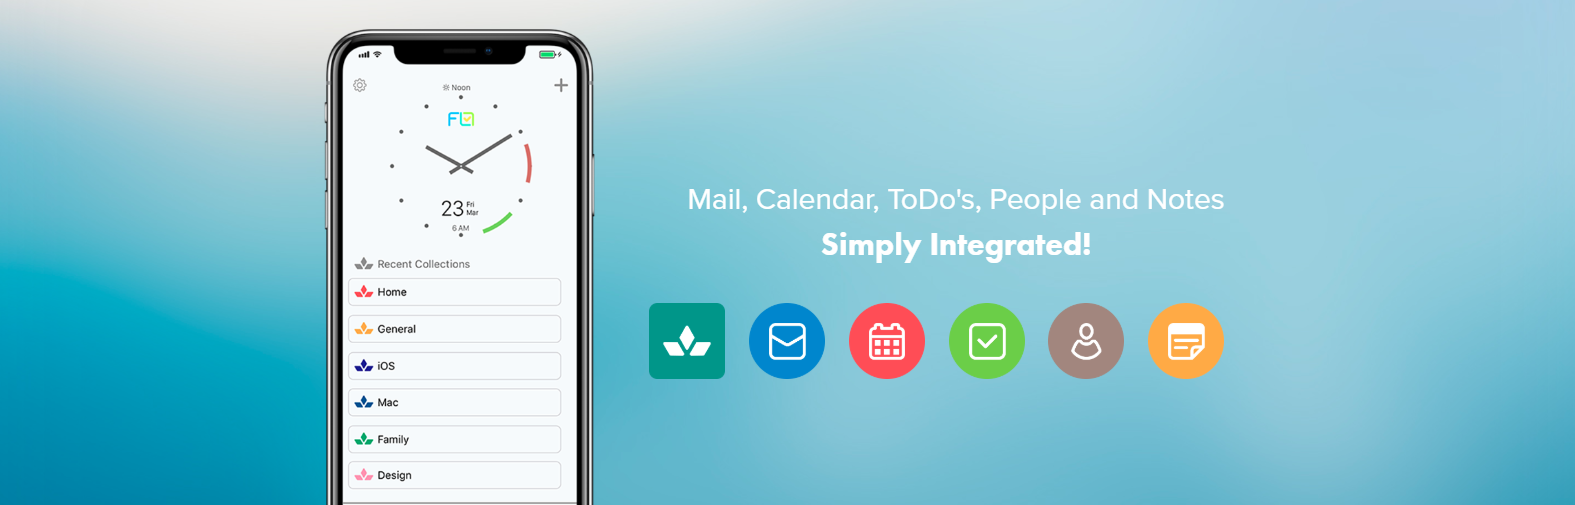 Noon
FLO
23 Fri
Mar
6 AM
Recent Collections
Home
General
iOS
Mac
Family
Design
Mail, Calendar, ToDo's, People and Notes
Simply Integrated!